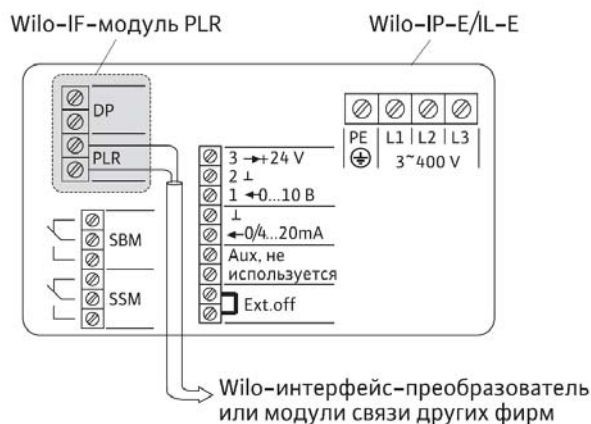 Wilo-IF-модуль PLR
Wilo-IP-E/IL-E
DP
PLR
SBM
SSM
3 →+24 V
2 ⊥
1 ←0...10 В
⊥
←0/4...20mA
Aux, не
используется
Ext.off
PE L1 L2 L3
3~400 V
Wilo-интерфейс-преобразователь
или модули связи других фирм